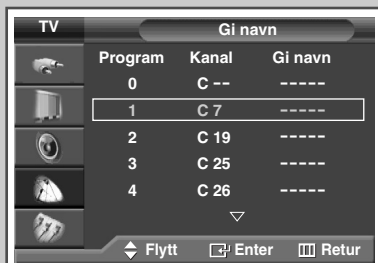 TV Gi navn
Program Kanal Gi navn
0 C -- -----
1 C 7 -----
2 C 19 -----
3 C 25 -----
4 C 26 -----
Flytt Enter Retur